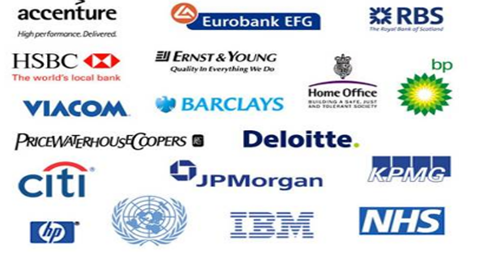 accenture
High performance. Delivered.
Eurobank EFG
RBS
The Royal Bank of Scotland
HSBC
The world's local bank
ERNST & YOUNG
Quality In Everything We Do
Home Office
BUILDING A SAFE, JUST
AND TOLERANT SOCIETY
bp
VIACOM
BARCLAYS
PRICEWATERHOUSECOOPERS
Deloitte.
citi
JPMorgan
KPMG
hp
IBM
NHS